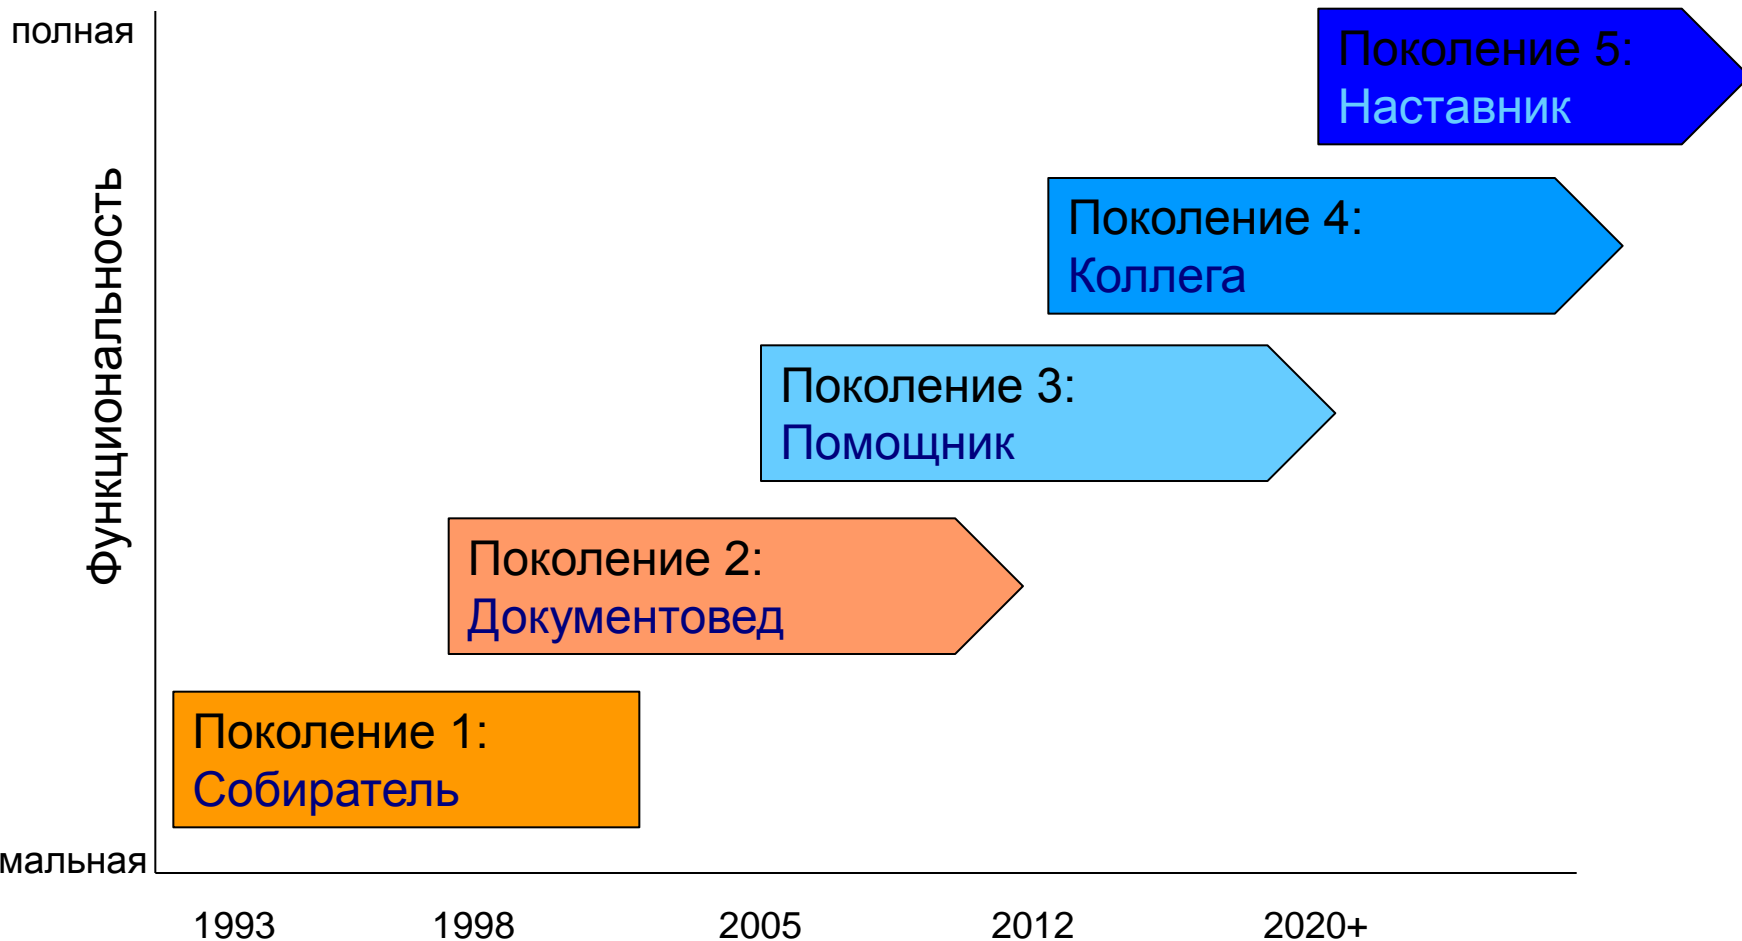 полная
Поколение 5:
Наставник
Функциональность
Поколение 4:
Коллега
Поколение 3:
Помощник
Поколение 2:
Документовед
Поколение 1:
Собиратель
мальная
1993 1998 2005 2012 2020+